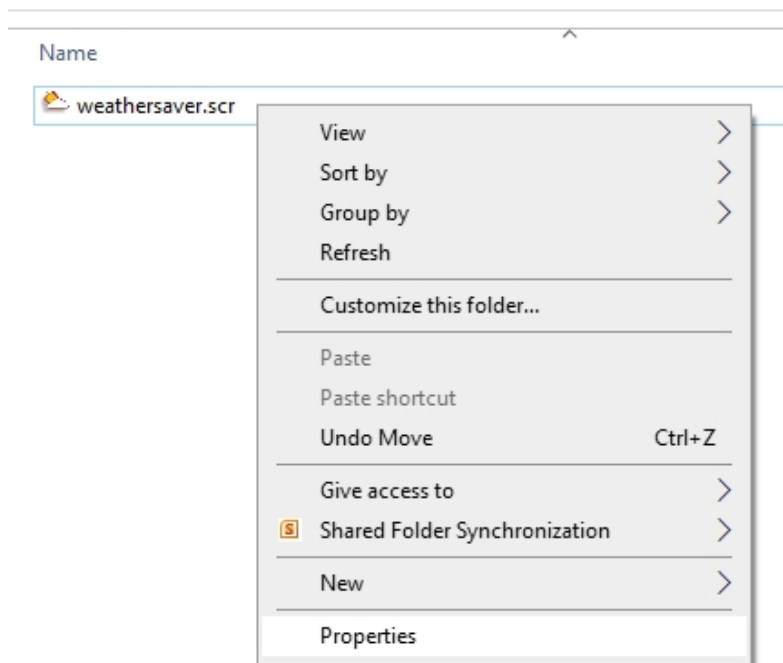 Name
weathersaver.scr
View
Sort by
Group by
Refresh
Customize this folder...
Paste
Paste shortcut
Undo Move Ctrl+Z
Give access to
S Shared Folder Synchronization
New
Properties